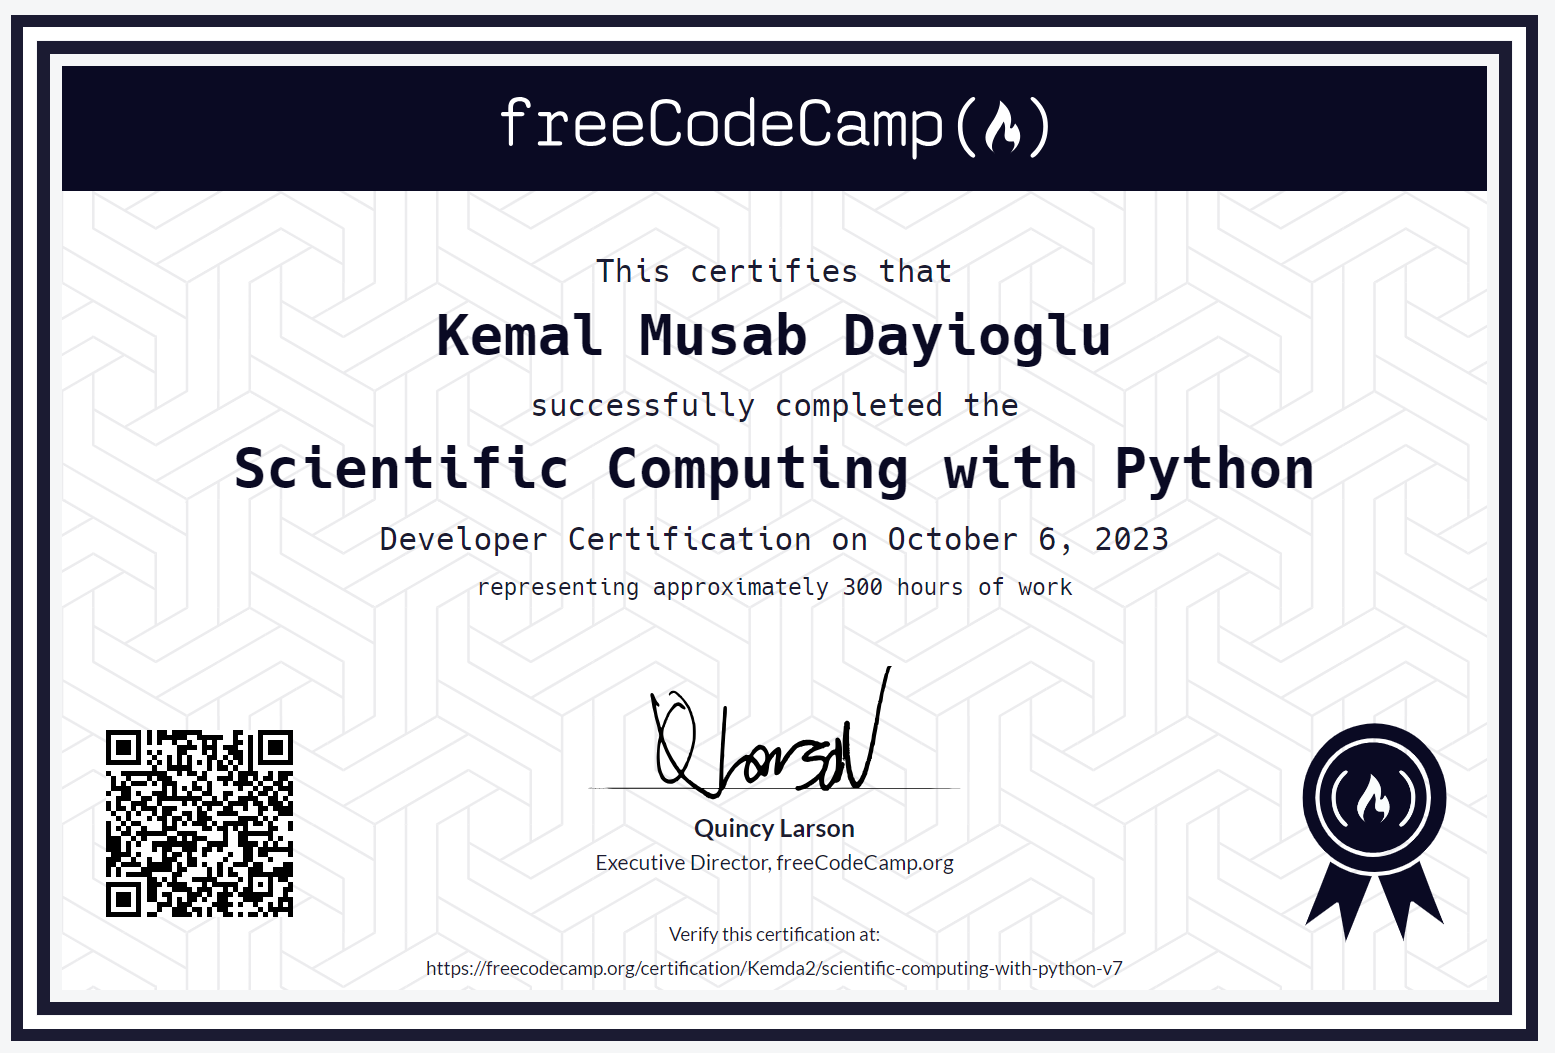 freeCodeCamp
This certifies that
Kemal Musab Dayioglu
successfully completed the
Scientific Computing with Python
Developer Certification on October 6, 2023
representing approximately 300 hours of work
Quincy Larson
Executive Director, freeCodeCamp.org
Verify this certification at:
https://freecodecamp.org/certification/Kemda2/scientific-computing-with-python-v7